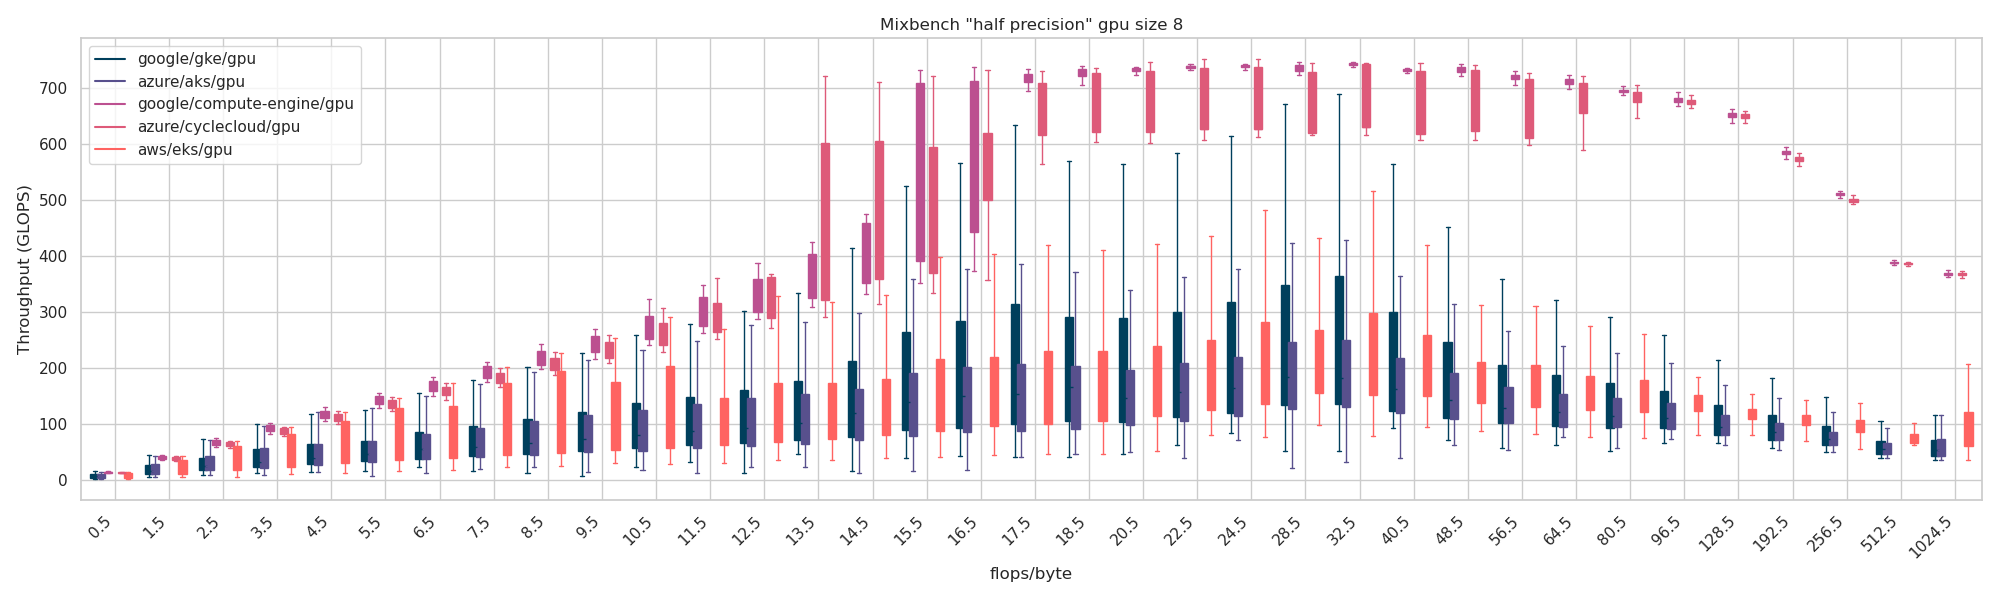 Mixbench "half precision" gpu size 8
google/gke/gpu
azure/aks/gpu
google/compute-engine/gpu
azure/cyclecloud/gpu
aws/eks/gpu
Throughput (GLOPS)
700
600
500
400
300
200
100
0
0.5 1.5 2.5 3.5 4.5 5.5 6.5 7.5 8.5 9.5 10.5 11.5 12.5 13.5 14.5 15.5 16.5 17.5 18.5 20.5 22.5 24.5 28.5 32.5 40.5 48.5 56.5 64.5 80.5 96.5 128.5 192.5 256.5 512.5 1024.5
flops/byte